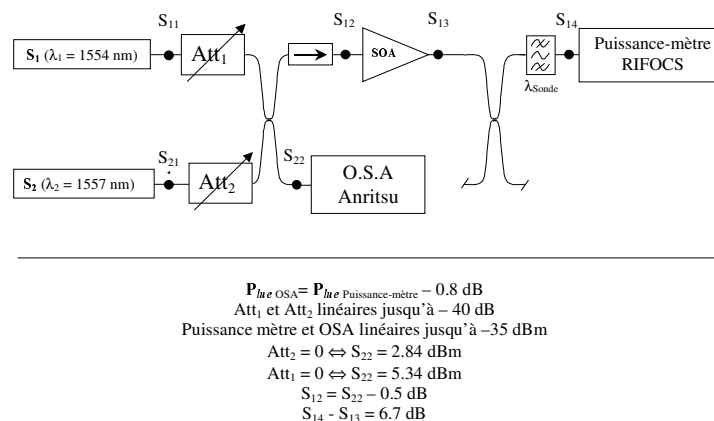 S11
Att1
S12
SOA
S13
S14
S1 (λ1 = 1554 nm)
λSonde
Puissance-mètre
RIFOCS
S21
Att2
S22
S2 (λ2 = 1557 nm)
O.S.A
Anritsu
Plue OSA= Plue Puissance-mètre – 0.8 dB
Att1 et Att2 linéaires jusqu'à – 40 dB
Puissance mètre et OSA linéaires jusqu'à –35 dBm
Att2 = 0 ⇔ S22 = 2.84 dBm
Att1 = 0 ⇔ S22 = 5.34 dBm
S12 = S22 – 0.5 dB
S14 - S13 = 6.7 dB